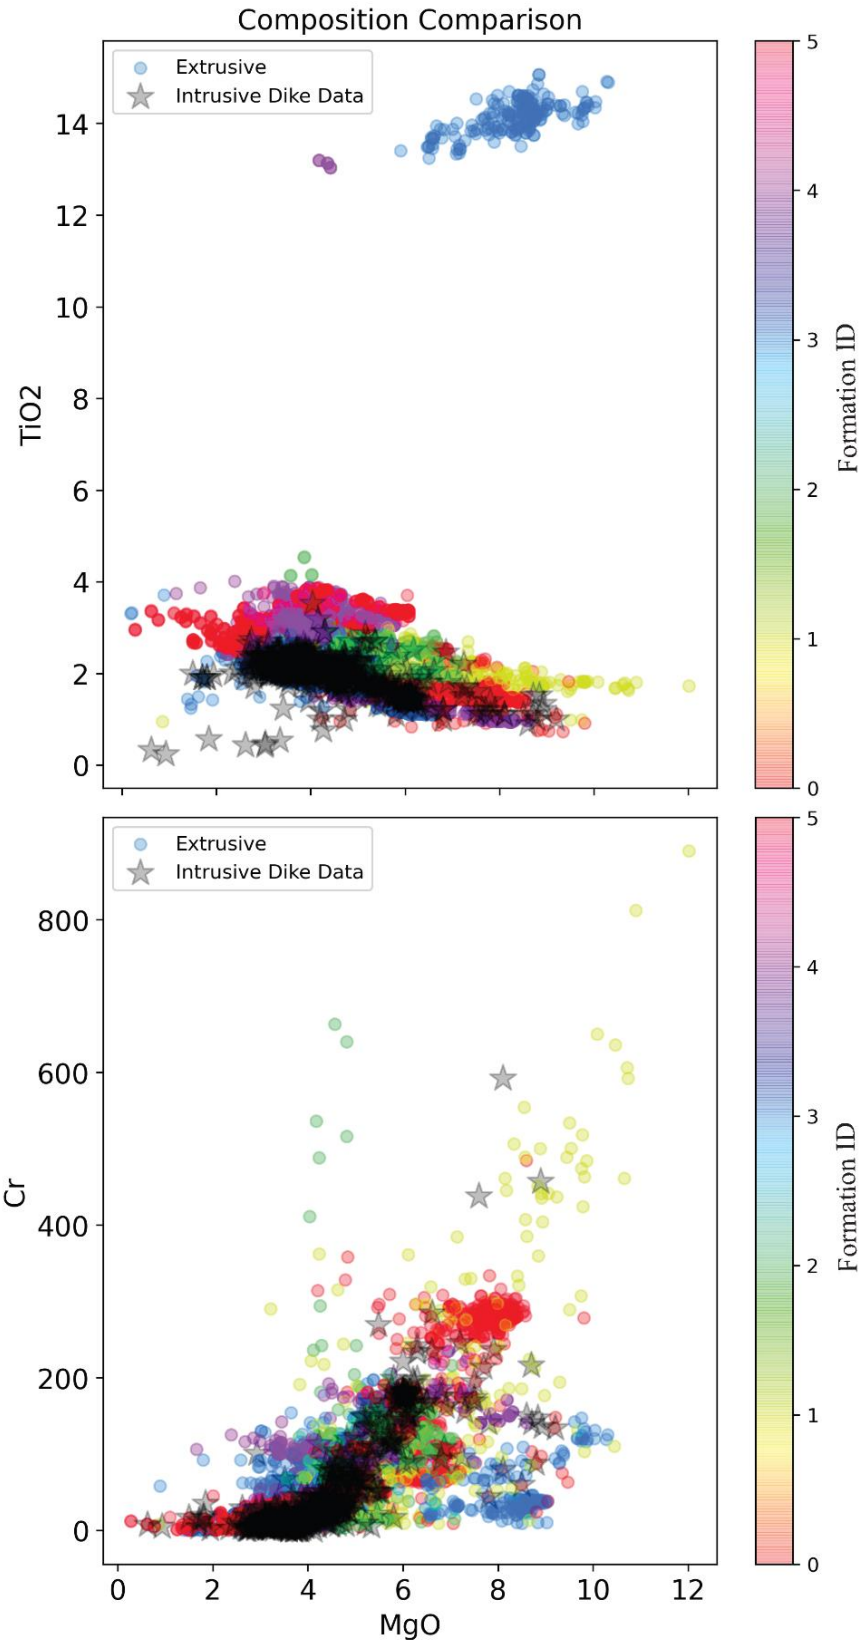 Composition Comparison
Extrusive
Intrusive Dike Data
14
12
10
8
6
4
2
0
TiO2
5
4
3
2
1
0
Formation ID
Extrusive
Intrusive Dike Data
800
600
400
200
0
Cr
0 2 4 6 8 10 12
MgO
5
4
3
2
1
0
Formation ID